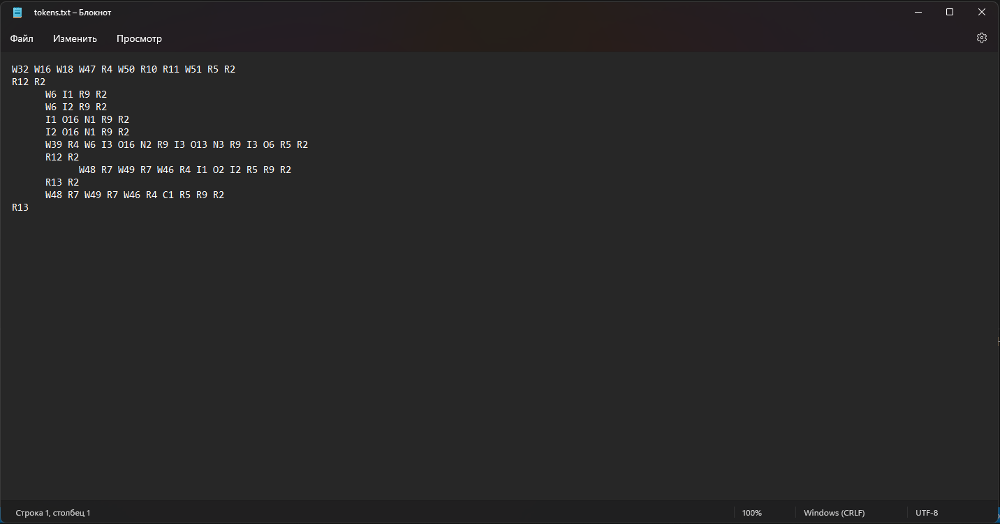 tokens.txt – Блокнот
Файл Изменить Просмотр
W32 W16 W18 W47 R4 W50 R10 R11 W51 R5 R2
R12 R2
W6 I1 R9 R2
W6 I2 R9 R2
I1 O16 N1 R9 R2
I2 O16 N1 R9 R2
W39 R4 W6 I3 O16 N2 R9 I3 O13 N3 R9 I3 O6 R5 R2
R12 R2
W48 R7 W49 R7 W46 R4 I1 O2 I2 R5 R9 R2
R13 R2
W48 R7 W49 R7 W46 R4 C1 R5 R9 R2
R13
Строка 1, столбец 1 100% Windows (CRLF) UTF-8